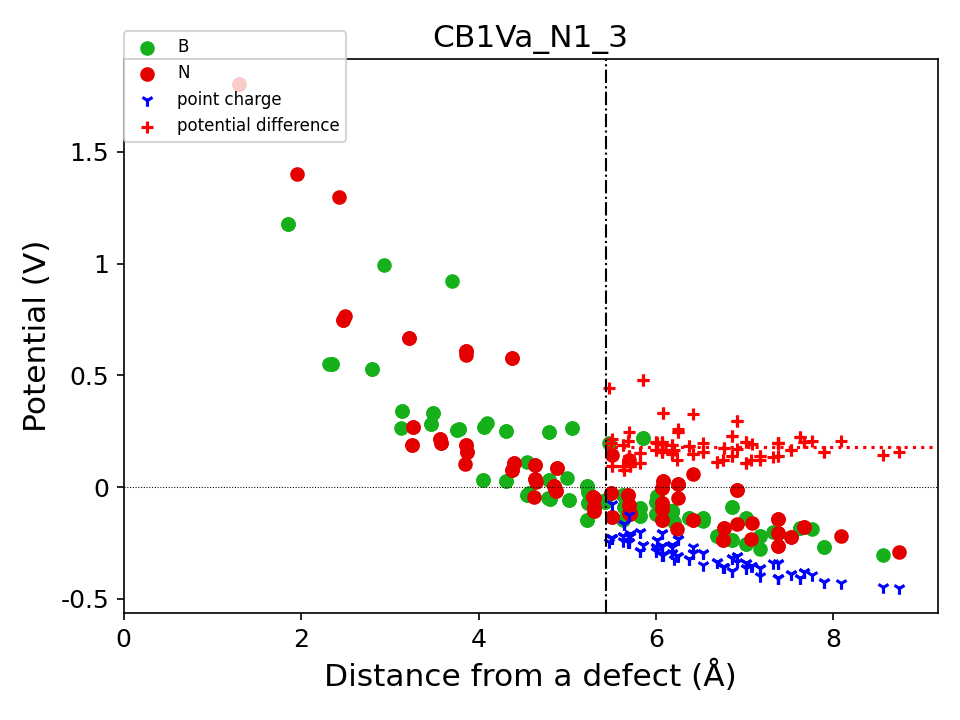 CB1Va_N1_3
B
N
point charge
potential difference
Potential (V)
1.5
1
0.5
0
-0.5
0 2 4 6 8
Distance from a defect (Å)